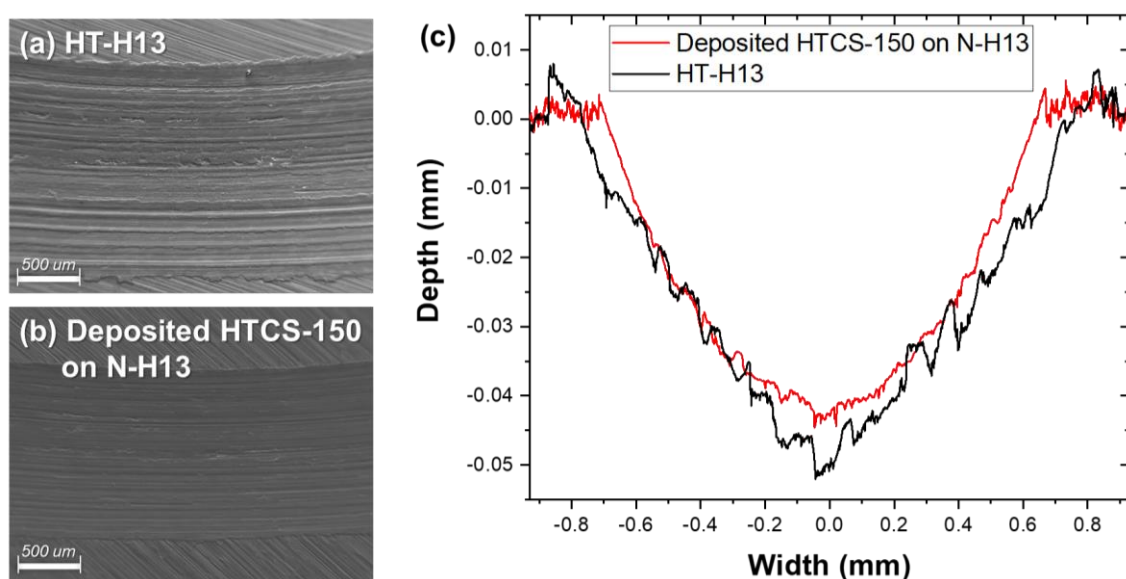 (a) HT-H13
500 um
(b) Deposited HTCS-150
on N-H13
500 um
(c)
Deposited HTCS-150 on N-H13
HT-H13
Depth (mm)
0.01
0.00
-0.01
-0.02
-0.03
-0.04
-0.05
-0.8 -0.6 -0.4 -0.2 0.0 0.2 0.4 0.6 0.8
Width (mm)